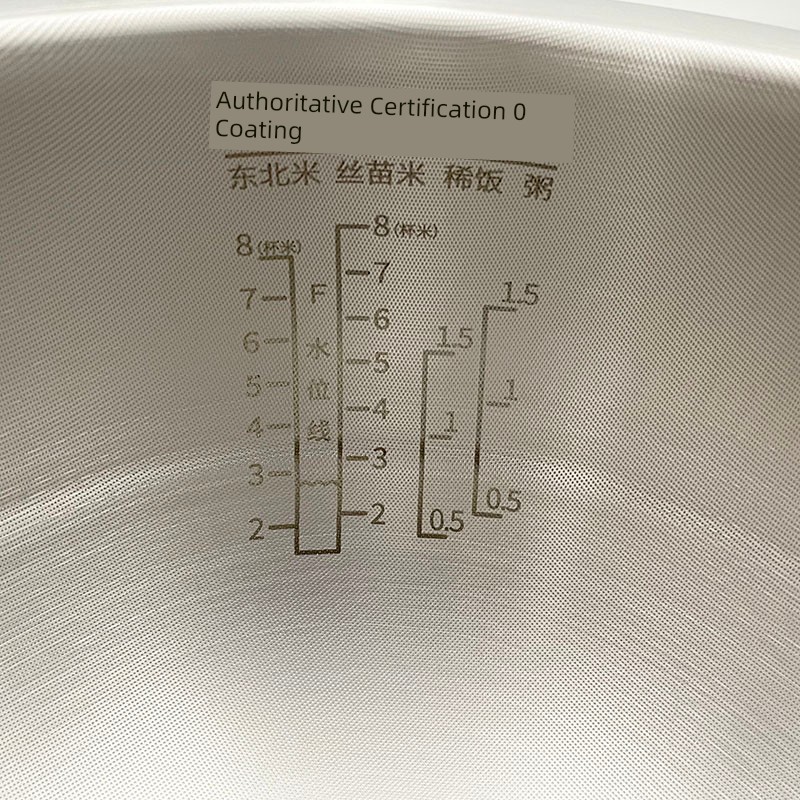 Authoritative Certification 0
Coating
东北米 丝苗米 稀饭 粥
8(杯米) 8(杯米)
7 F 7 1.5
6 水 6 1.5
5 位 5 1
4 线 4 1
3 3
2 2 0.5 0.5